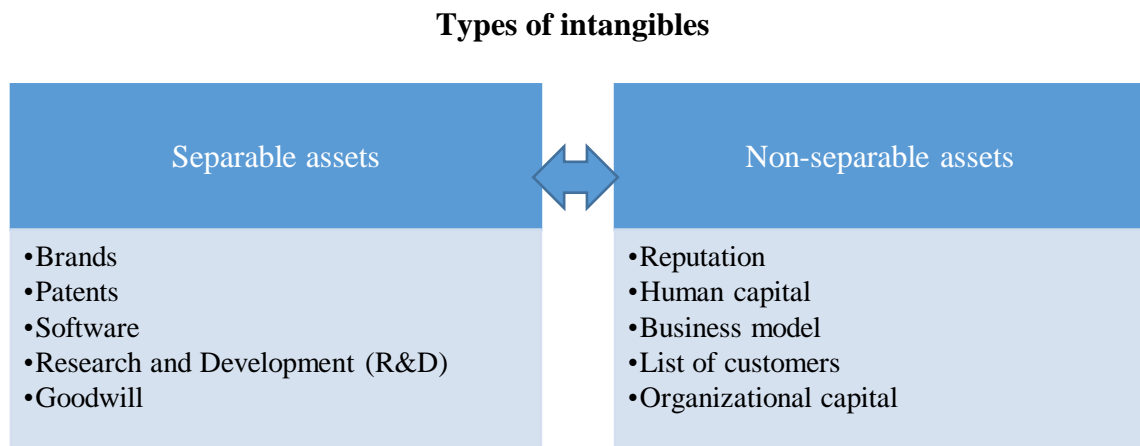 Types of intangibles
Separable assets
•Brands
•Patents
•Software
•Research and Development (R&D)
•Goodwill
Non-separable assets
•Reputation
•Human capital
•Business model
•List of customers
•Organizational capital